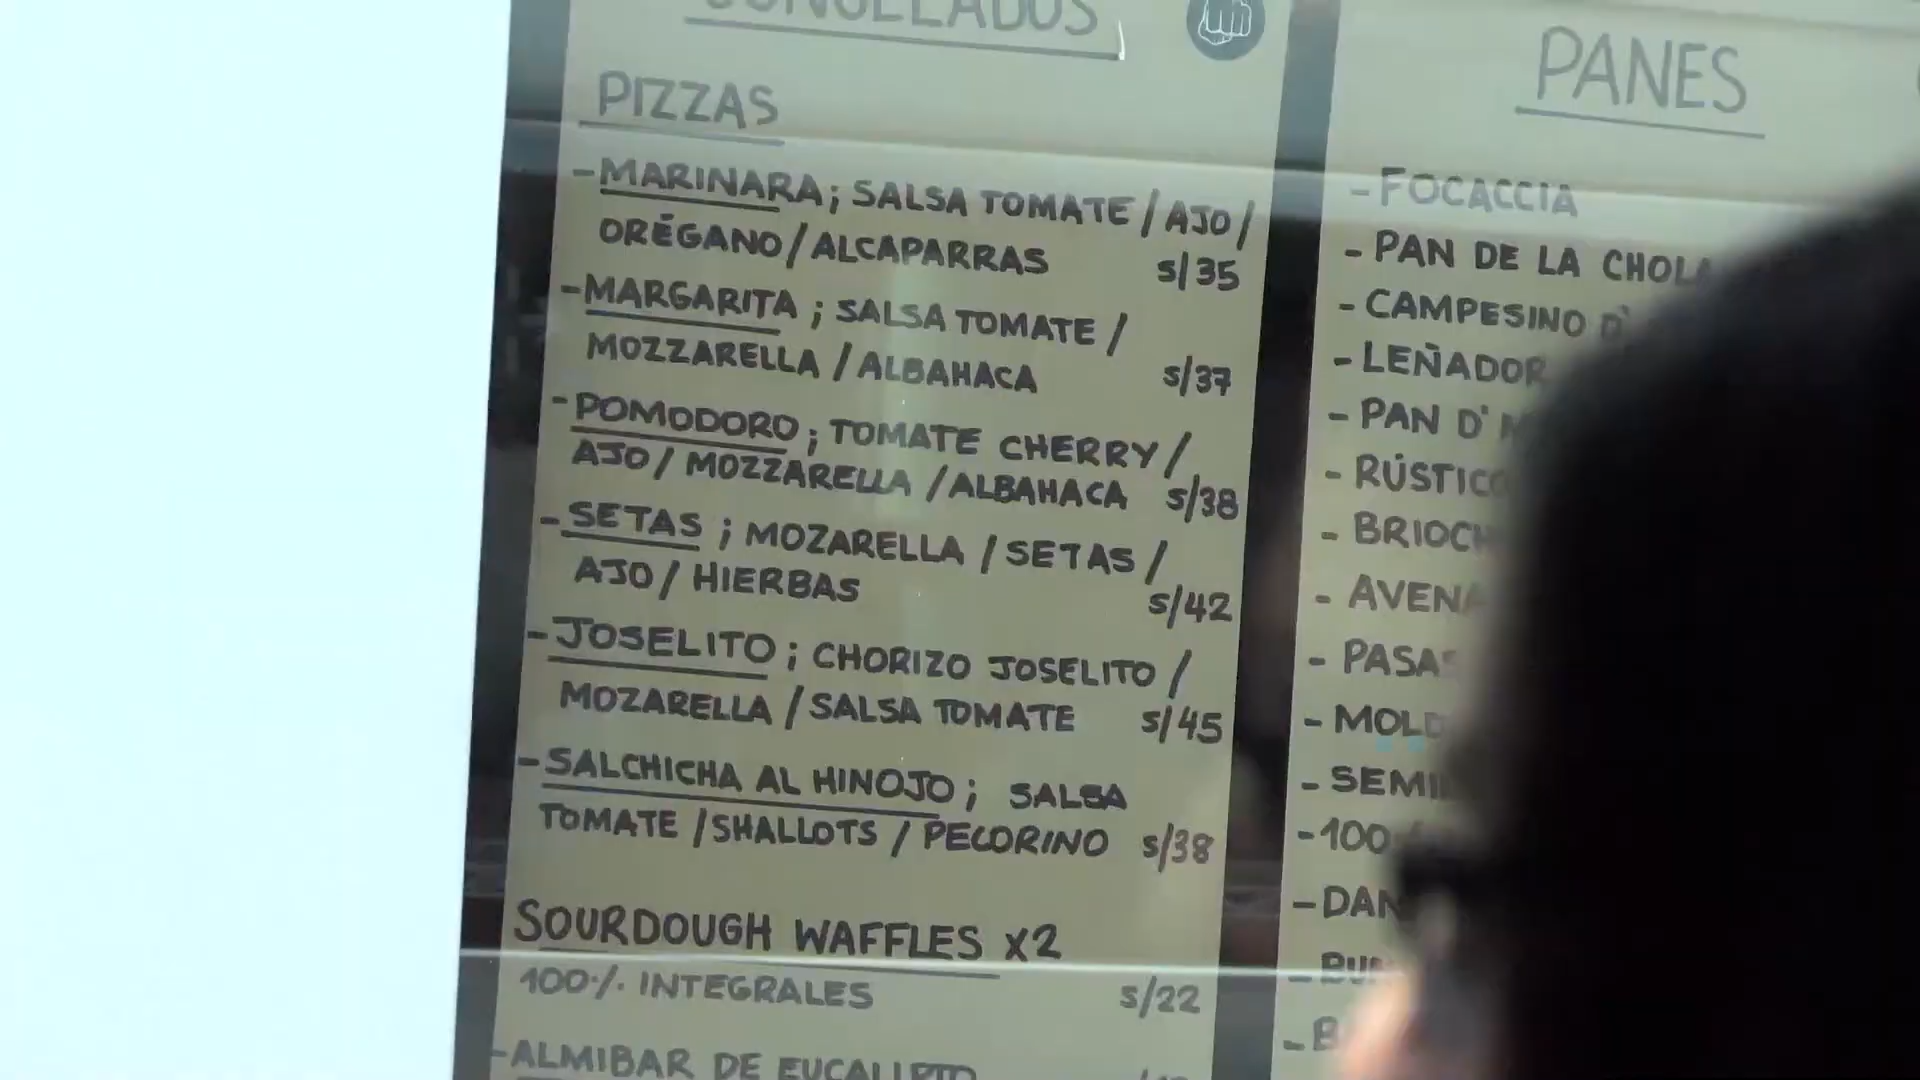 CONGELADOS
PIZZAS
- MARINARA; SALSA TOMATE / AJO /
ORÉGANO / ALCAPARRAS S/35
- MARGARITA ; SALSA TOMATE /
MOZZARELLA / ALBAHACA S/37
- POMODORO ; TOMATE CHERRY /
AJO / MOZZARELLA / ALBAHACA S/38
- SETAS ; MOZARELLA / SETAS /
AJO / HIERBAS S/42
- JOSELITO ; CHORIZO JOSELITO /
MOZARELLA / SALSA TOMATE S/45
- SALCHICHA AL HINOJO ; SALSA
TOMATE / SHALLOTS / PECORINO S/38
SOURDOUGH WAFFLES X2
100% INTEGRALES S/22
- ALMIBAR DE EUCALIPTO
PANES
- FOCACCIA
- PAN DE LA CHOLA
- CAMPESINO D'
- LEÑADOR
- PAN D'
- RÚSTICO
- BRIOCH
- AVENA
- PASAS
- MOLD
- SEMI
- 100
- DAN